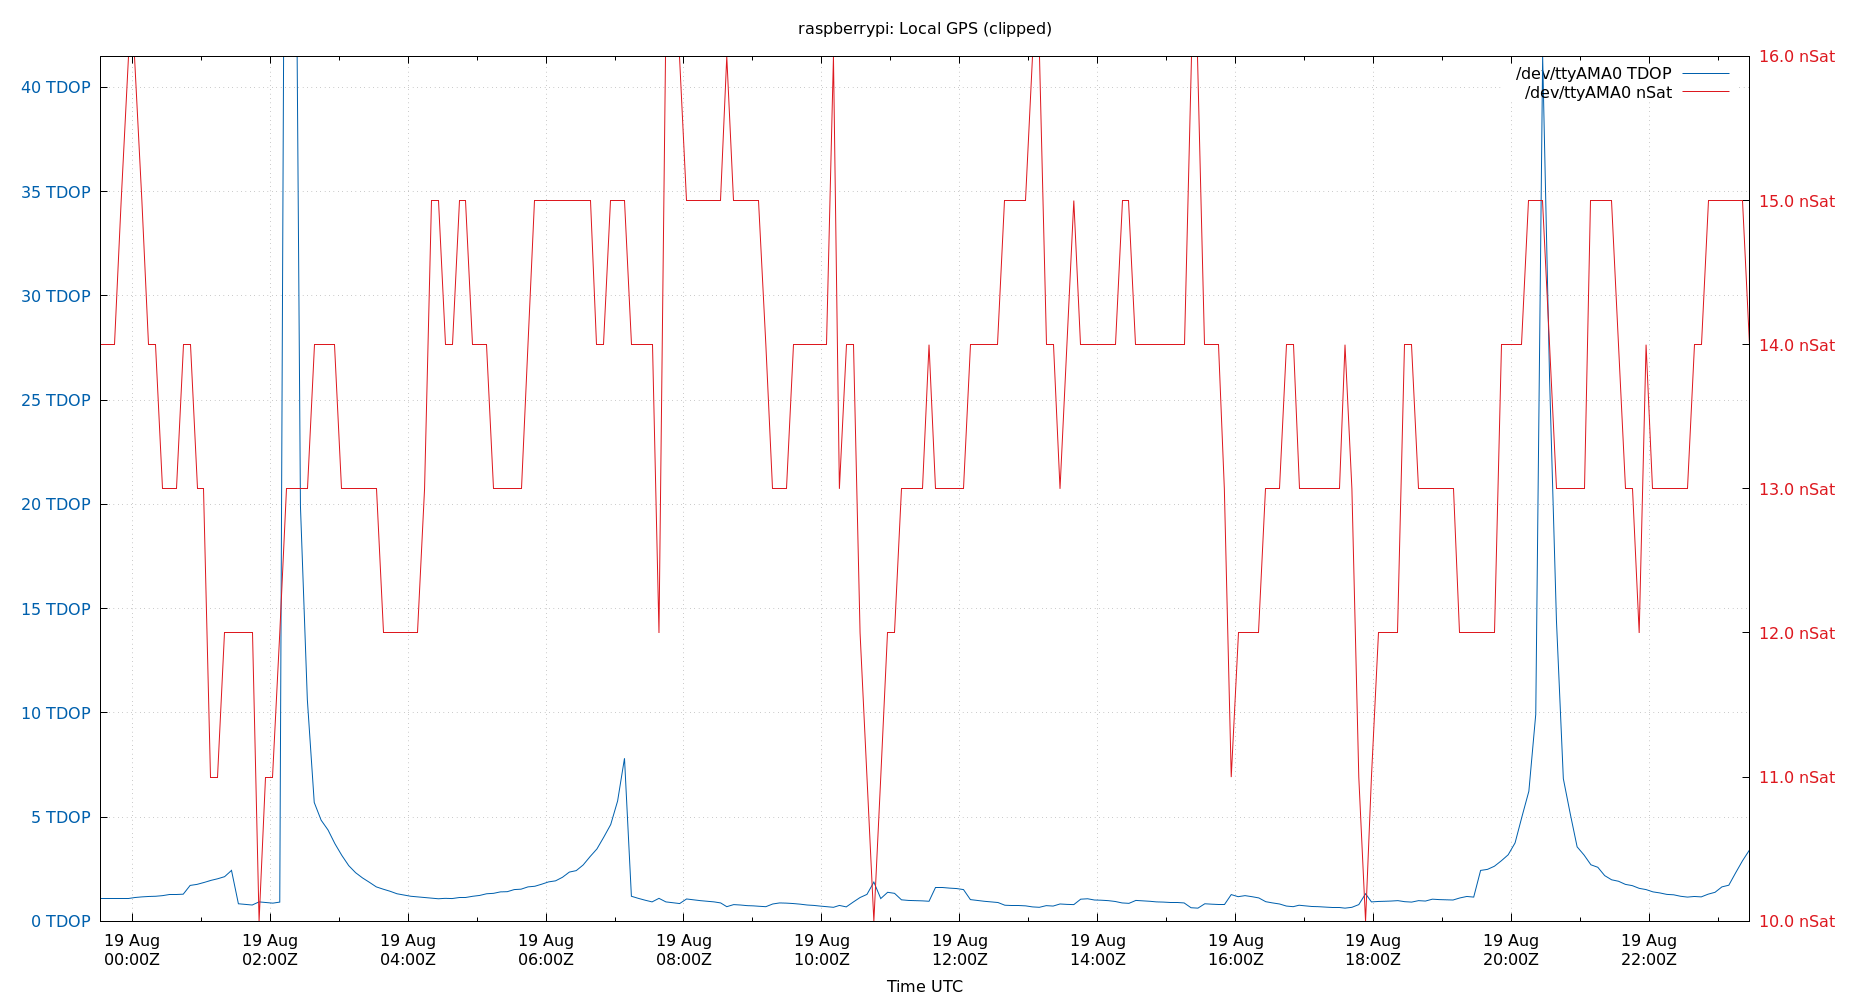 raspberrypi: Local GPS (clipped)
/dev/ttyAMA0 TDOP
/dev/ttyAMA0 nSat
40 TDOP
35 TDOP
30 TDOP
25 TDOP
20 TDOP
15 TDOP
10 TDOP
5 TDOP
0 TDOP
16.0 nSat
15.0 nSat
14.0 nSat
13.0 nSat
12.0 nSat
11.0 nSat
10.0 nSat
19 Aug 19 Aug 19 Aug 19 Aug 19 Aug 19 Aug 19 Aug 19 Aug 19 Aug 19 Aug 19 Aug 19 Aug
00:00Z 02:00Z 04:00Z 06:00Z 08:00Z 10:00Z 12:00Z 14:00Z 16:00Z 18:00Z 20:00Z 22:00Z
Time UTC